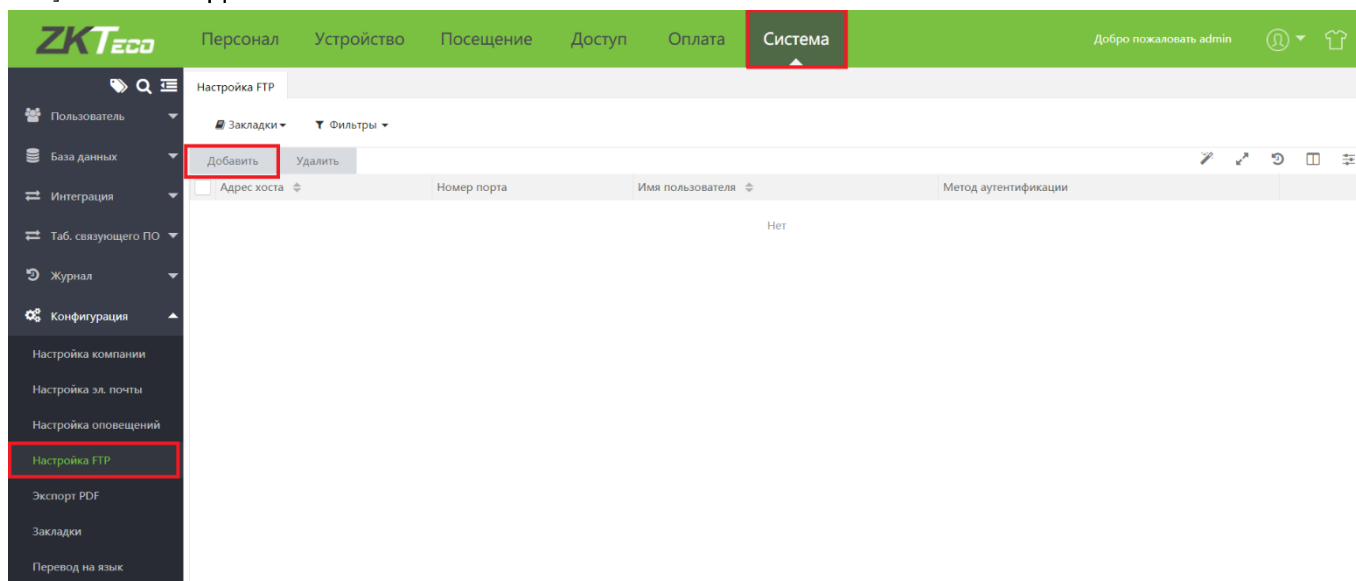 ZKTeco Персонал Устройство Посещение Доступ Оплата Система Добро пожаловать admin
Настройка FTP
Пользователь
Закладки Фильтры
База данных
Добавить Удалить
Адрес хоста Номер порта Имя пользователя Метод аутентификации
Интеграция
Нет
Таб. связующего ПО
Журнал
Конфигурация
Настройка компании
Настройка эл. почты
Настройка оповещений
Настройка FTP
Экспорт PDF
Закладки
Перевод на язык